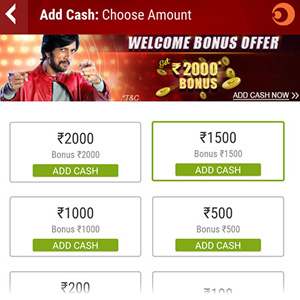 Add Cash: Choose Amount
WELCOME BONUS OFFER
Get ₹2000* BONUS
*T&C
ADD CASH NOW >>
₹2000
Bonus ₹2000
ADD CASH
₹1500
Bonus ₹1500
ADD CASH
₹1000
Bonus ₹1000
ADD CASH
₹500
Bonus ₹500
ADD CASH
₹200
₹100